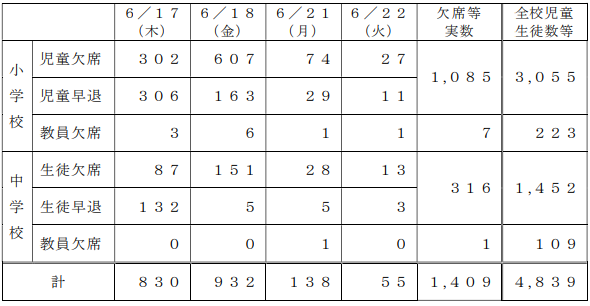 ６／１７ ６／１８ ６／２１ ６／２２ 欠席等 全校児童
（木） （金） （月） （火） 実数 生徒数等
小学校
児童欠席 ３０２ ６０７ ７４ ２７
１,０８５ ３,０５５
児童早退 ３０６ １６３ ２９ １１
教員欠席 ３ ６ １ １ ７ ２２３
中学校
生徒欠席 ８７ １５１ ２８ １３
３１６ １,４５２
生徒早退 １３２ ５ ５ ３
教員欠席 ０ ０ １ ０ １ １０９
計 ８３０ ９３２ １３８ ５５ １,４０９ ４,８３９